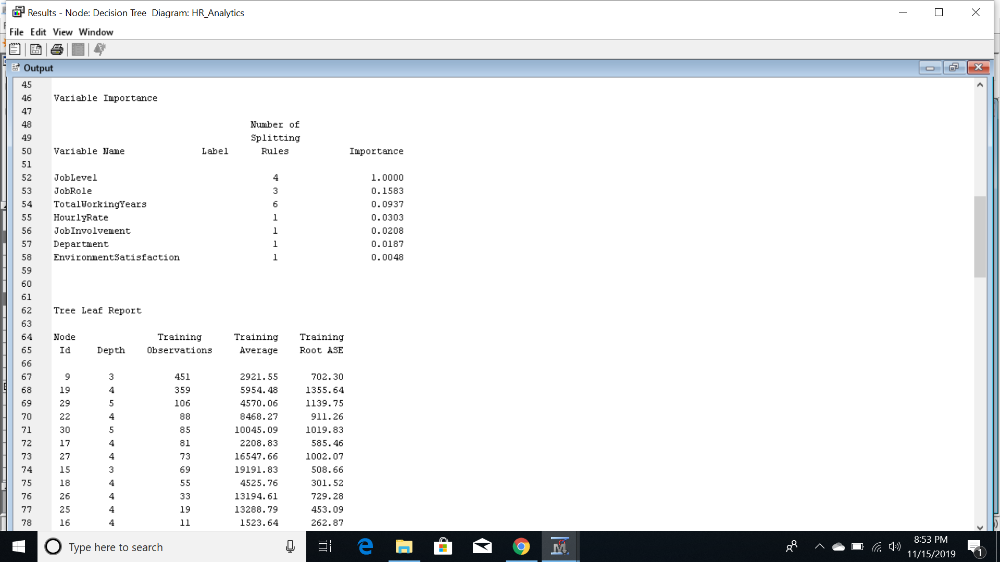 Results - Node: Decision Tree  Diagram: HR_Analytics
File Edit View Window
Output
45
46 Variable Importance
47
48 Number of
49 Splitting
50 Variable Name Label Rules Importance
51
52 JobLevel 4 1.0000
53 JobRole 3 0.1583
54 TotalWorkingYears 6 0.0937
55 HourlyRate 1 0.0303
56 JobInvolvement 1 0.0208
57 Department 1 0.0187
58 EnvironmentSatisfaction 1 0.0048
59
60
61
62 Tree Leaf Report
63
64 Node Training Training Training
65 Id Depth Observations Average Root ASE
66
67 9 3 451 2921.55 702.30
68 19 4 359 5954.48 1355.64
69 29 5 106 4570.06 1139.75
70 22 4 88 8468.27 911.26
71 30 5 85 10045.09 1019.83
72 17 4 81 2208.83 585.46
73 27 4 73 16547.66 1002.07
74 15 3 69 19191.83 508.66
75 18 4 55 4525.76 301.52
76 26 4 33 13194.61 729.28
77 25 4 19 13288.79 453.09
78 16 4 11 1523.64 262.87
Type here to search
8:53 PM
11/15/2019
1